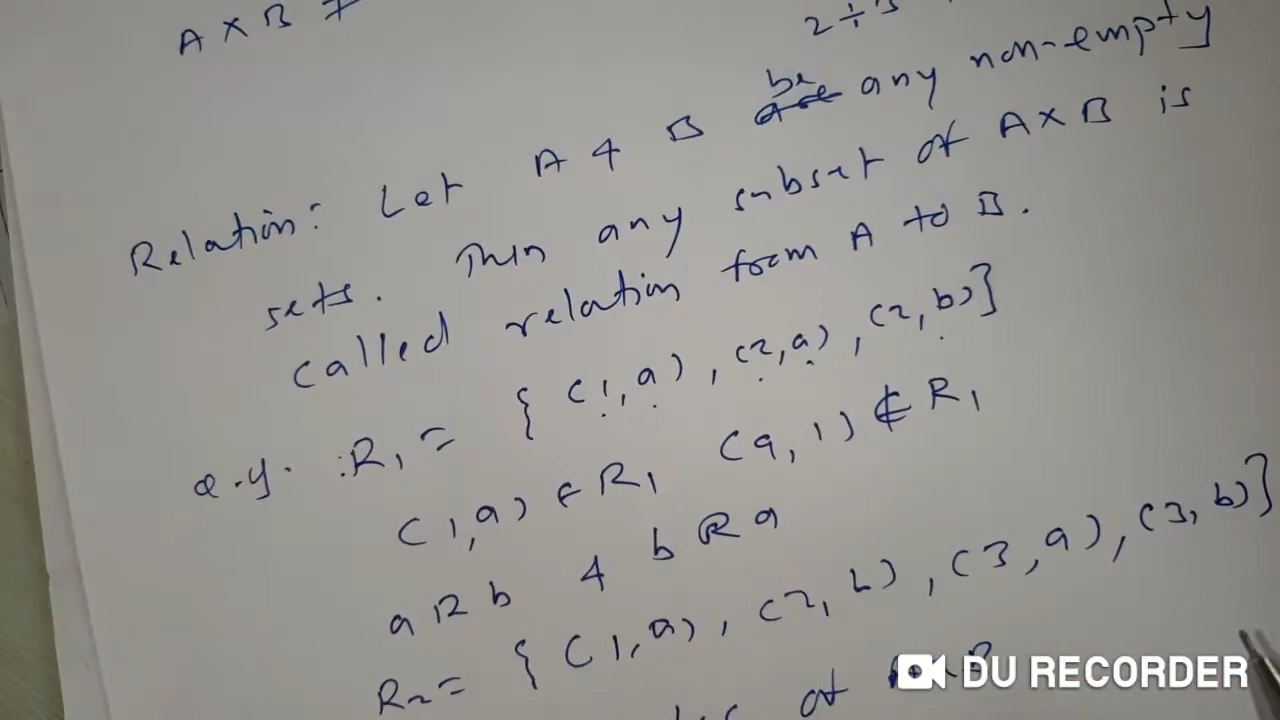 A × B ≠
2 ÷ 3
Relation: Let A & B be any non-empty
sets. Then any subset of A × B is
called relation from A to B.
e.g. :R₁ = { (1, a), (2, a), (2, b) }
(1, a) ∈ R₁ (a, 1) ∉ R₁
a R b & b R a
R₂ = { (1, a), (2, b), (3, a), (3, b) }
of A × B
DU RECORDER